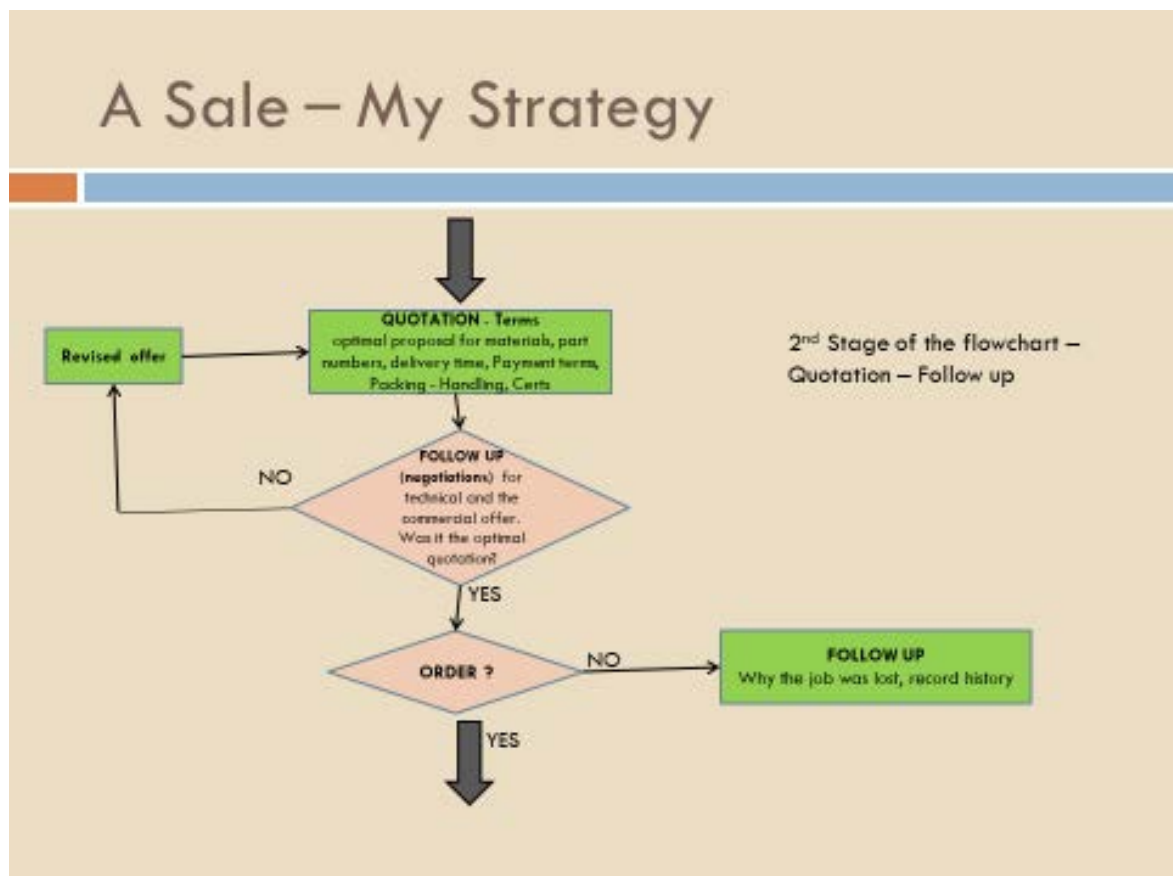 A Sale – My Strategy
QUOTATION - Terms
optimal proposal for materials, part
numbers, delivery time, Payment terms,
Packing - Handling, Certs
Revised offer
2nd Stage of the flowchart –
Quotation – Follow up
FOLLOW UP
(negotiations) for
technical and the
commercial offer.
Was it the optimal
quotation?
NO
YES
ORDER ?
NO
FOLLOW UP
Why the job was lost, record history
YES